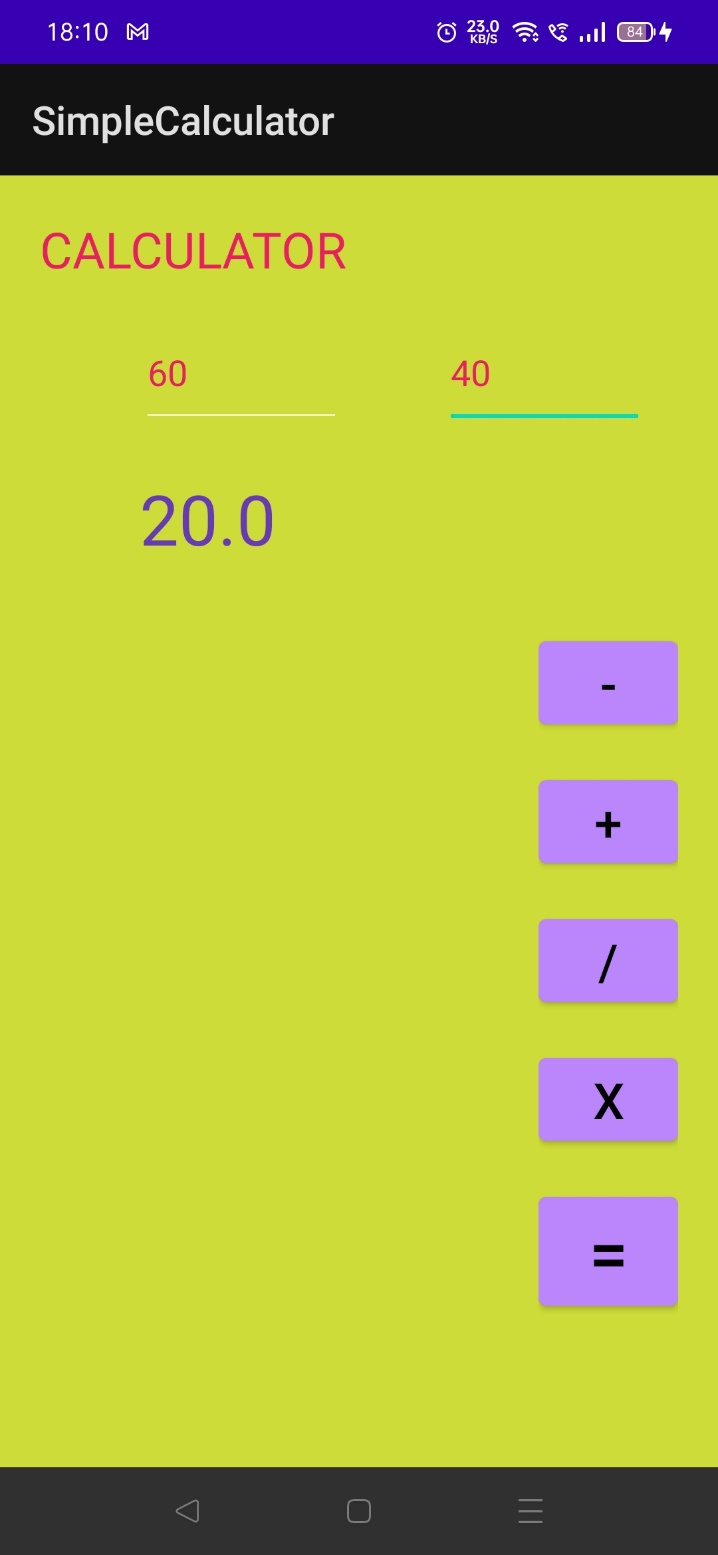 18:10 23.0 84
KB/S
SimpleCalculator
CALCULATOR
60 40
20.0
-
+
/
X
=